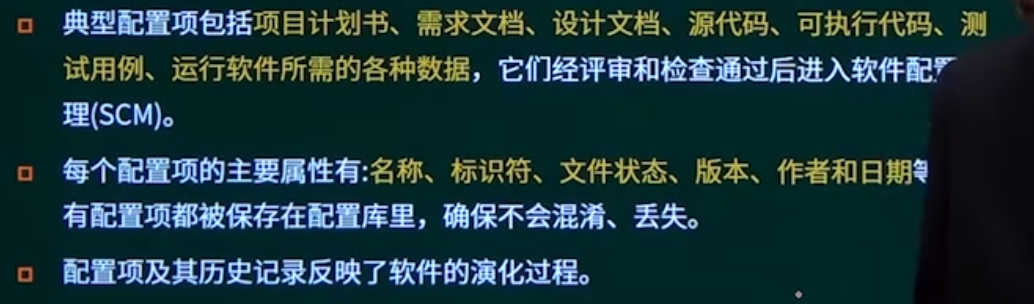 典型配置项包括项目计划书、需求文档、设计文档、源代码、可执行代码、测
试用例、运行软件所需的各种数据，它们经评审和检查通过后进入软件配置
理(SCM)。
每个配置项的主要属性有:名称、标识符、文件状态、版本、作者和日期等
有配置项都被保存在配置库里，确保不会混淆、丢失。
配置项及其历史记录反映了软件的演化过程。